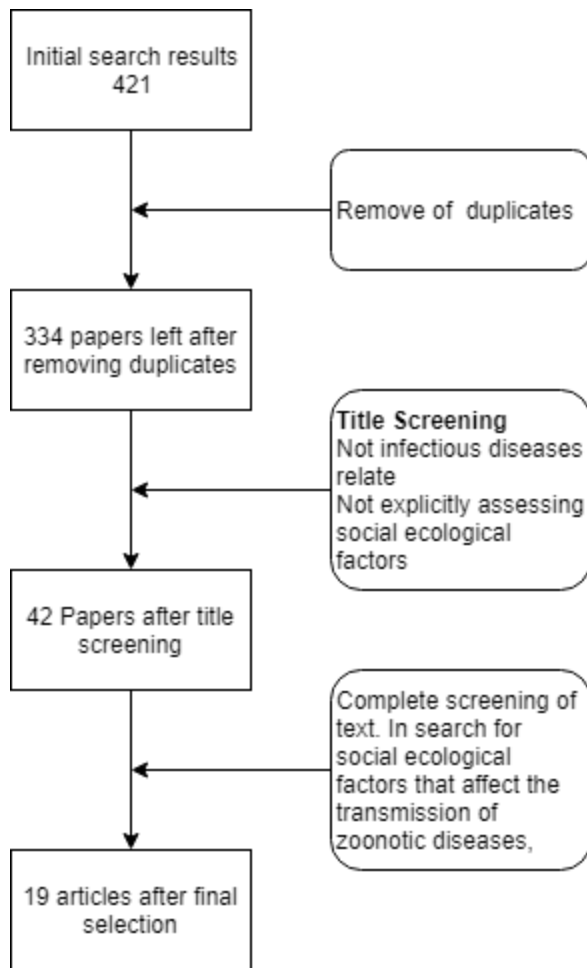 Initial search results
421
Remove of  duplicates
334 papers left after
removing duplicates
Title Screening
Not infectious diseases
relate
Not explicitly assessing
social ecological
factors
42 Papers after title
screening
Complete screening of
text. In search for
social ecological
factors that affect the
transmission of
zoonotic diseases,
19 articles after final
selection